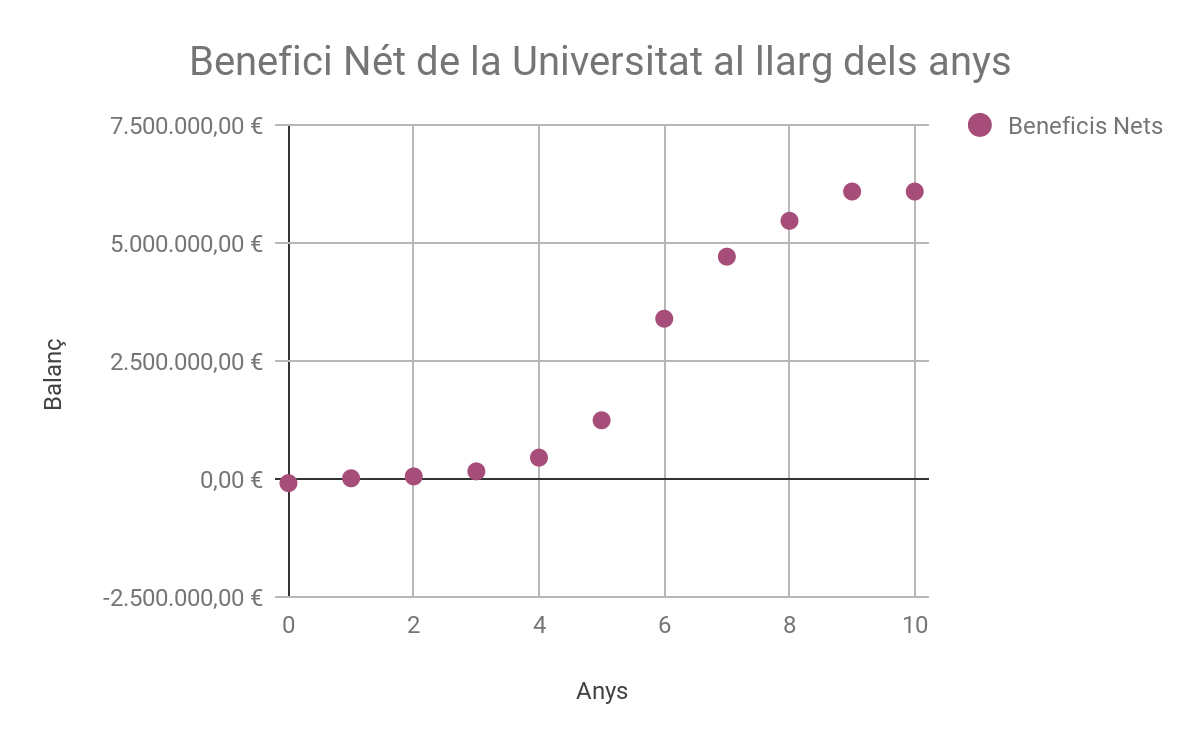 Benefici Nét de la Universitat al llarg dels anys
7.500.000,00 €
Beneficis Nets
5.000.000,00 €
Balanç
2.500.000,00 €
0,00 €
-2.500.000,00 €
0 2 4 6 8 10
Anys